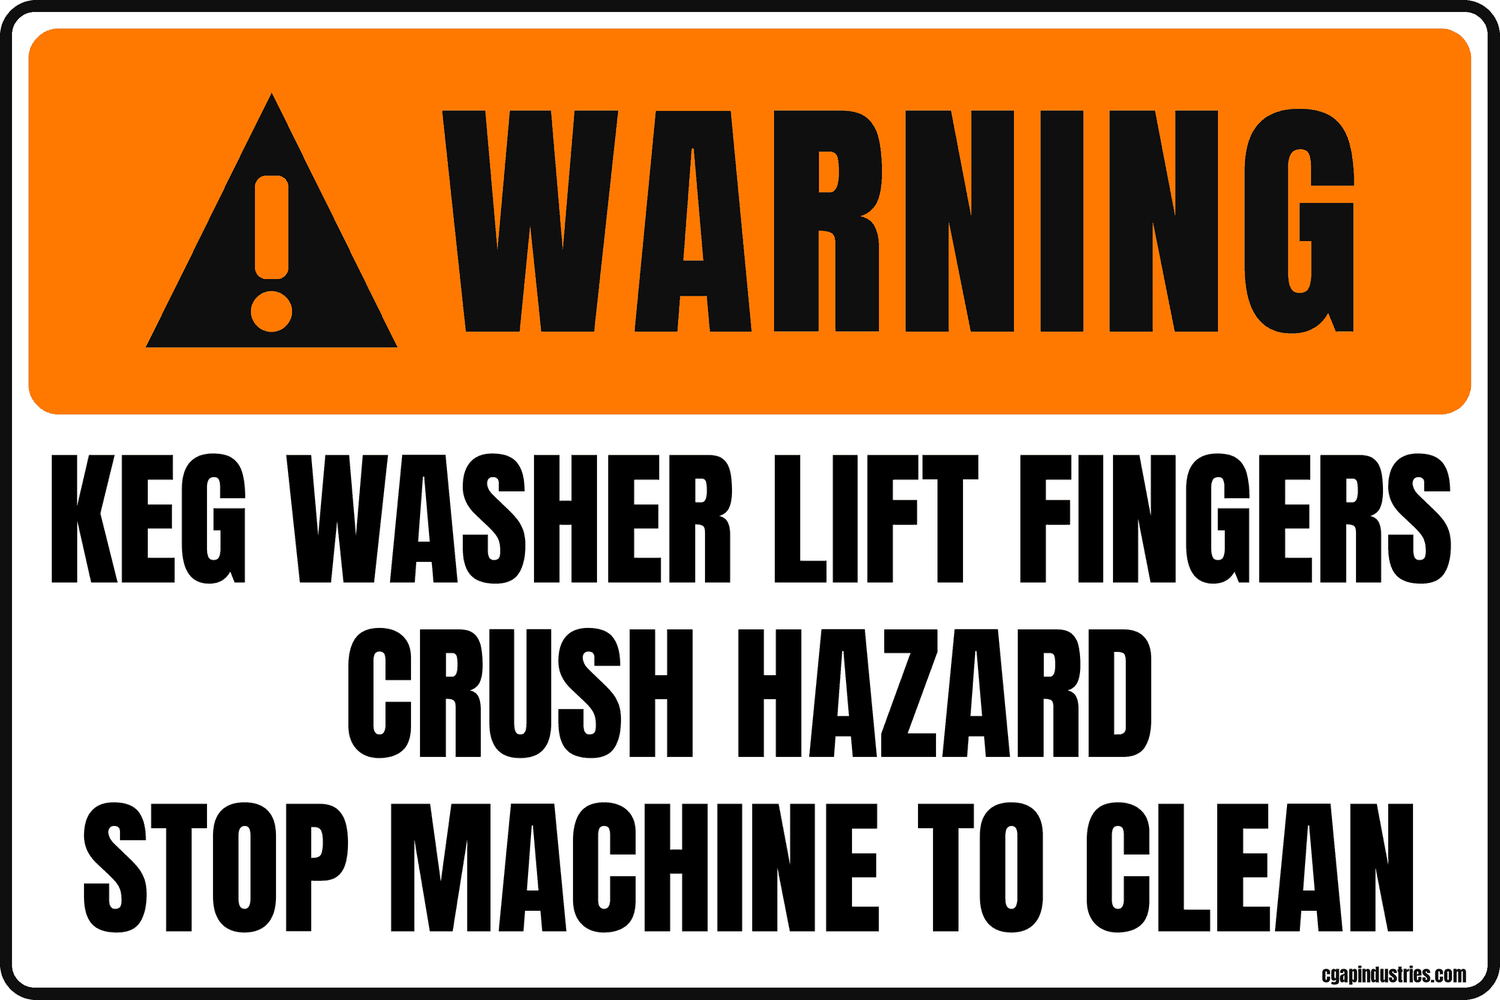 WARNING
KEG WASHER LIFT FINGERS
CRUSH HAZARD
STOP MACHINE TO CLEAN
cgapindustries.com